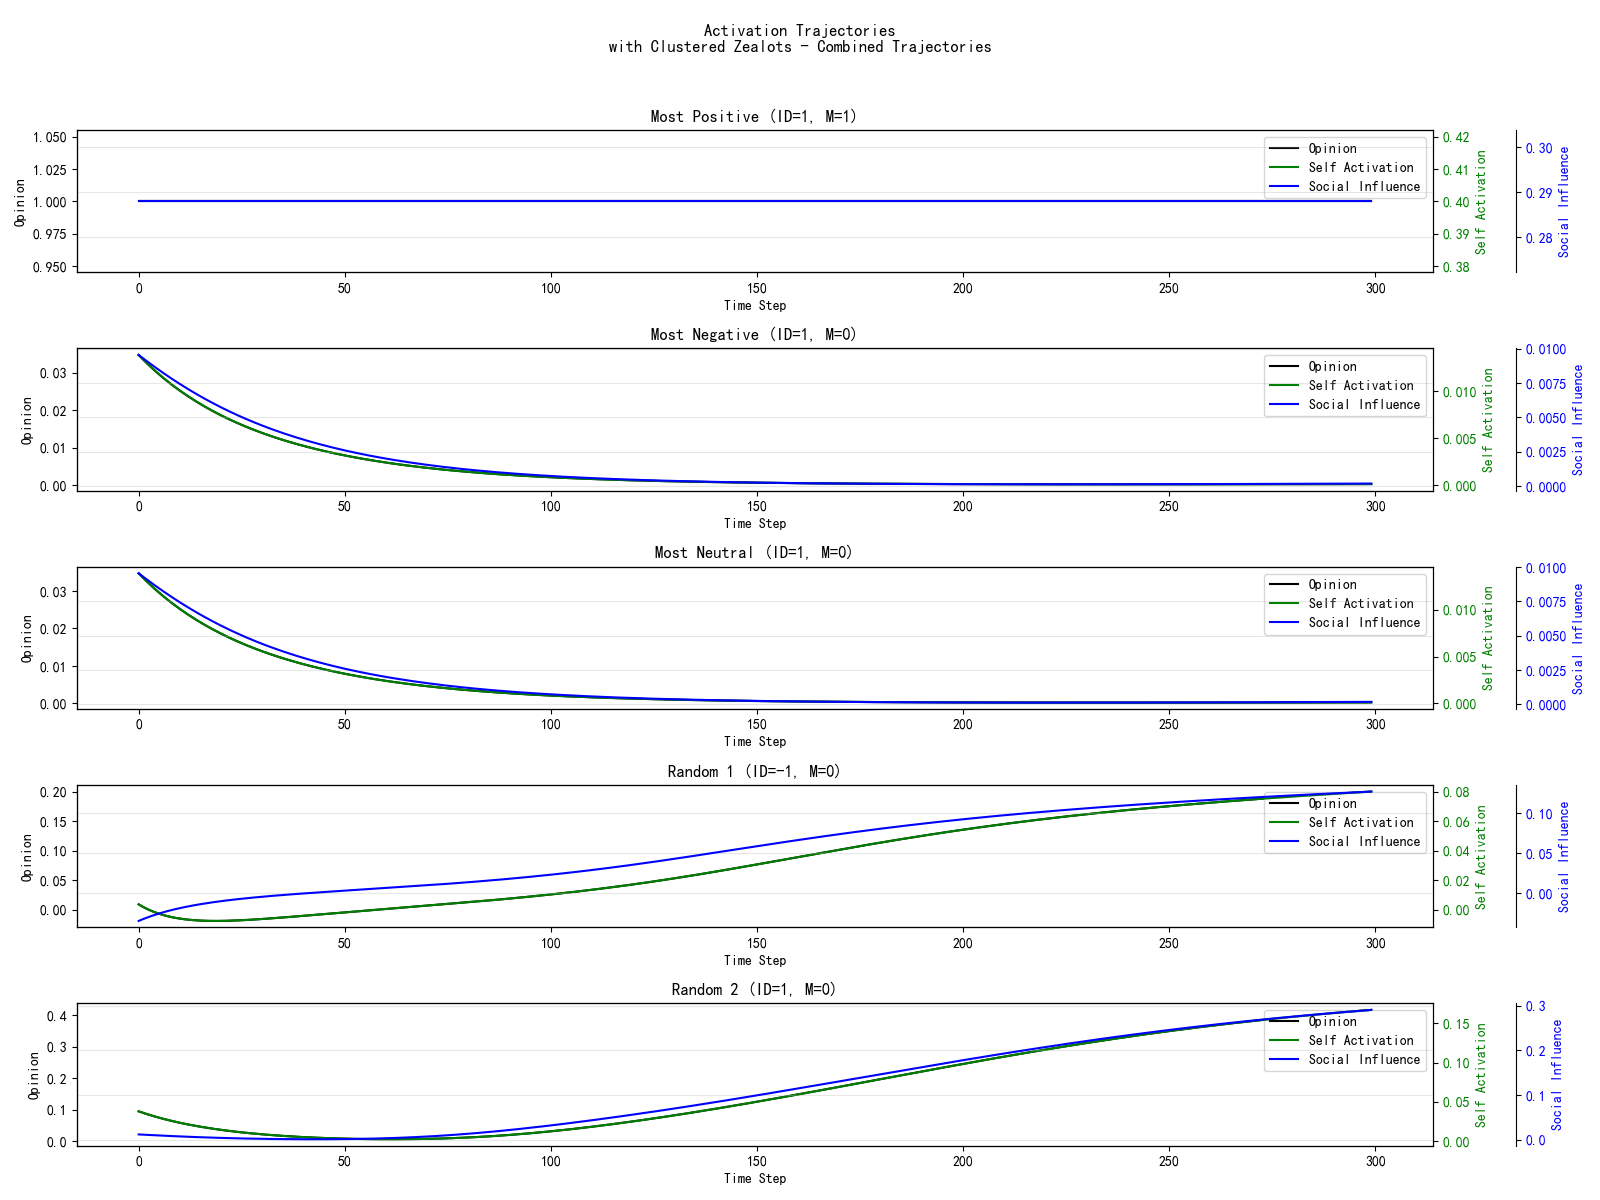 Activation Trajectories
with Clustered Zealots - Combined Trajectories
Most Positive (ID=1, M=1)
Opinion
1.050
1.025
1.000
0.975
0.950
0
50
100
150
200
250
300
Time Step
Opinion
Self Activation
Social Influence
0.42
0.41
0.40
0.39
0.38
Self Activation
0.30
0.29
0.28
Social Influence
Most Negative (ID=1, M=0)
Opinion
0.03
0.02
0.01
0.00
0
50
100
150
200
250
300
Time Step
Opinion
Self Activation
Social Influence
0.010
0.005
0.000
Self Activation
0.0100
0.0075
0.0050
0.0025
0.0000
Social Influence
Most Neutral (ID=1, M=0)
Opinion
0.03
0.02
0.01
0.00
0
50
100
150
200
250
300
Time Step
Opinion
Self Activation
Social Influence
0.010
0.005
0.000
Self Activation
0.0100
0.0075
0.0050
0.0025
0.0000
Social Influence
Random 1 (ID=-1, M=0)
Opinion
0.20
0.15
0.10
0.05
0.00
0
50
100
150
200
250
300
Time Step
Opinion
Self Activation
Social Influence
0.08
0.06
0.04
0.02
0.00
Self Activation
0.10
0.05
0.00
Social Influence
Random 2 (ID=1, M=0)
Opinion
0.4
0.3
0.2
0.1
0.0
0
50
100
150
200
250
300
Time Step
Opinion
Self Activation
Social Influence
0.15
0.10
0.05
0.00
Self Activation
0.3
0.2
0.1
0.0
Social Influence